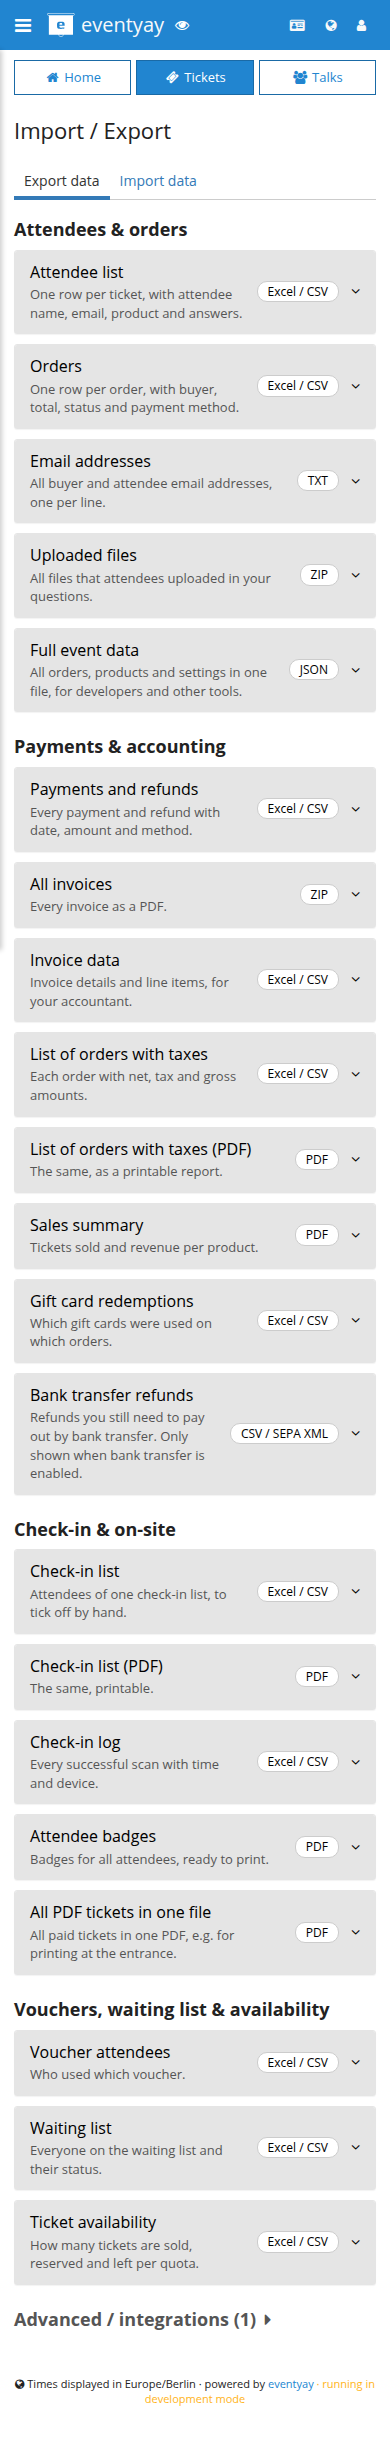 eventyay
Home
Tickets
Talks
Import / Export
Export data
Import data
Attendees & orders
Attendee list
One row per ticket, with attendee
name, email, product and answers.
Excel / CSV
Orders
One row per order, with buyer,
total, status and payment method.
Excel / CSV
Email addresses
All buyer and attendee email addresses,
one per line.
TXT
Uploaded files
All files that attendees uploaded in your
questions.
ZIP
Full event data
All orders, products and settings in one
file, for developers and other tools.
JSON
Payments & accounting
Payments and refunds
Every payment and refund with
date, amount and method.
Excel / CSV
All invoices
Every invoice as a PDF.
ZIP
Invoice data
Invoice details and line items, for
your accountant.
Excel / CSV
List of orders with taxes
Each order with net, tax and gross
amounts.
Excel / CSV
List of orders with taxes (PDF)
The same, as a printable report.
PDF
Sales summary
Tickets sold and revenue per product.
PDF
Gift card redemptions
Which gift cards were used on
which orders.
Excel / CSV
Bank transfer refunds
Refunds you still need to pay
out by bank transfer. Only
shown when bank transfer is
enabled.
CSV / SEPA XML
Check-in & on-site
Check-in list
Attendees of one check-in list, to
tick off by hand.
Excel / CSV
Check-in list (PDF)
The same, printable.
PDF
Check-in log
Every successful scan with time
and device.
Excel / CSV
Attendee badges
Badges for all attendees, ready to print.
PDF
All PDF tickets in one file
All paid tickets in one PDF, e.g. for
printing at the entrance.
PDF
Vouchers, waiting list & availability
Voucher attendees
Who used which voucher.
Excel / CSV
Waiting list
Everyone on the waiting list and
their status.
Excel / CSV
Ticket availability
How many tickets are sold,
reserved and left per quota.
Excel / CSV
Advanced / integrations (1)
Times displayed in Europe/Berlin · powered by eventyay · running in
development mode